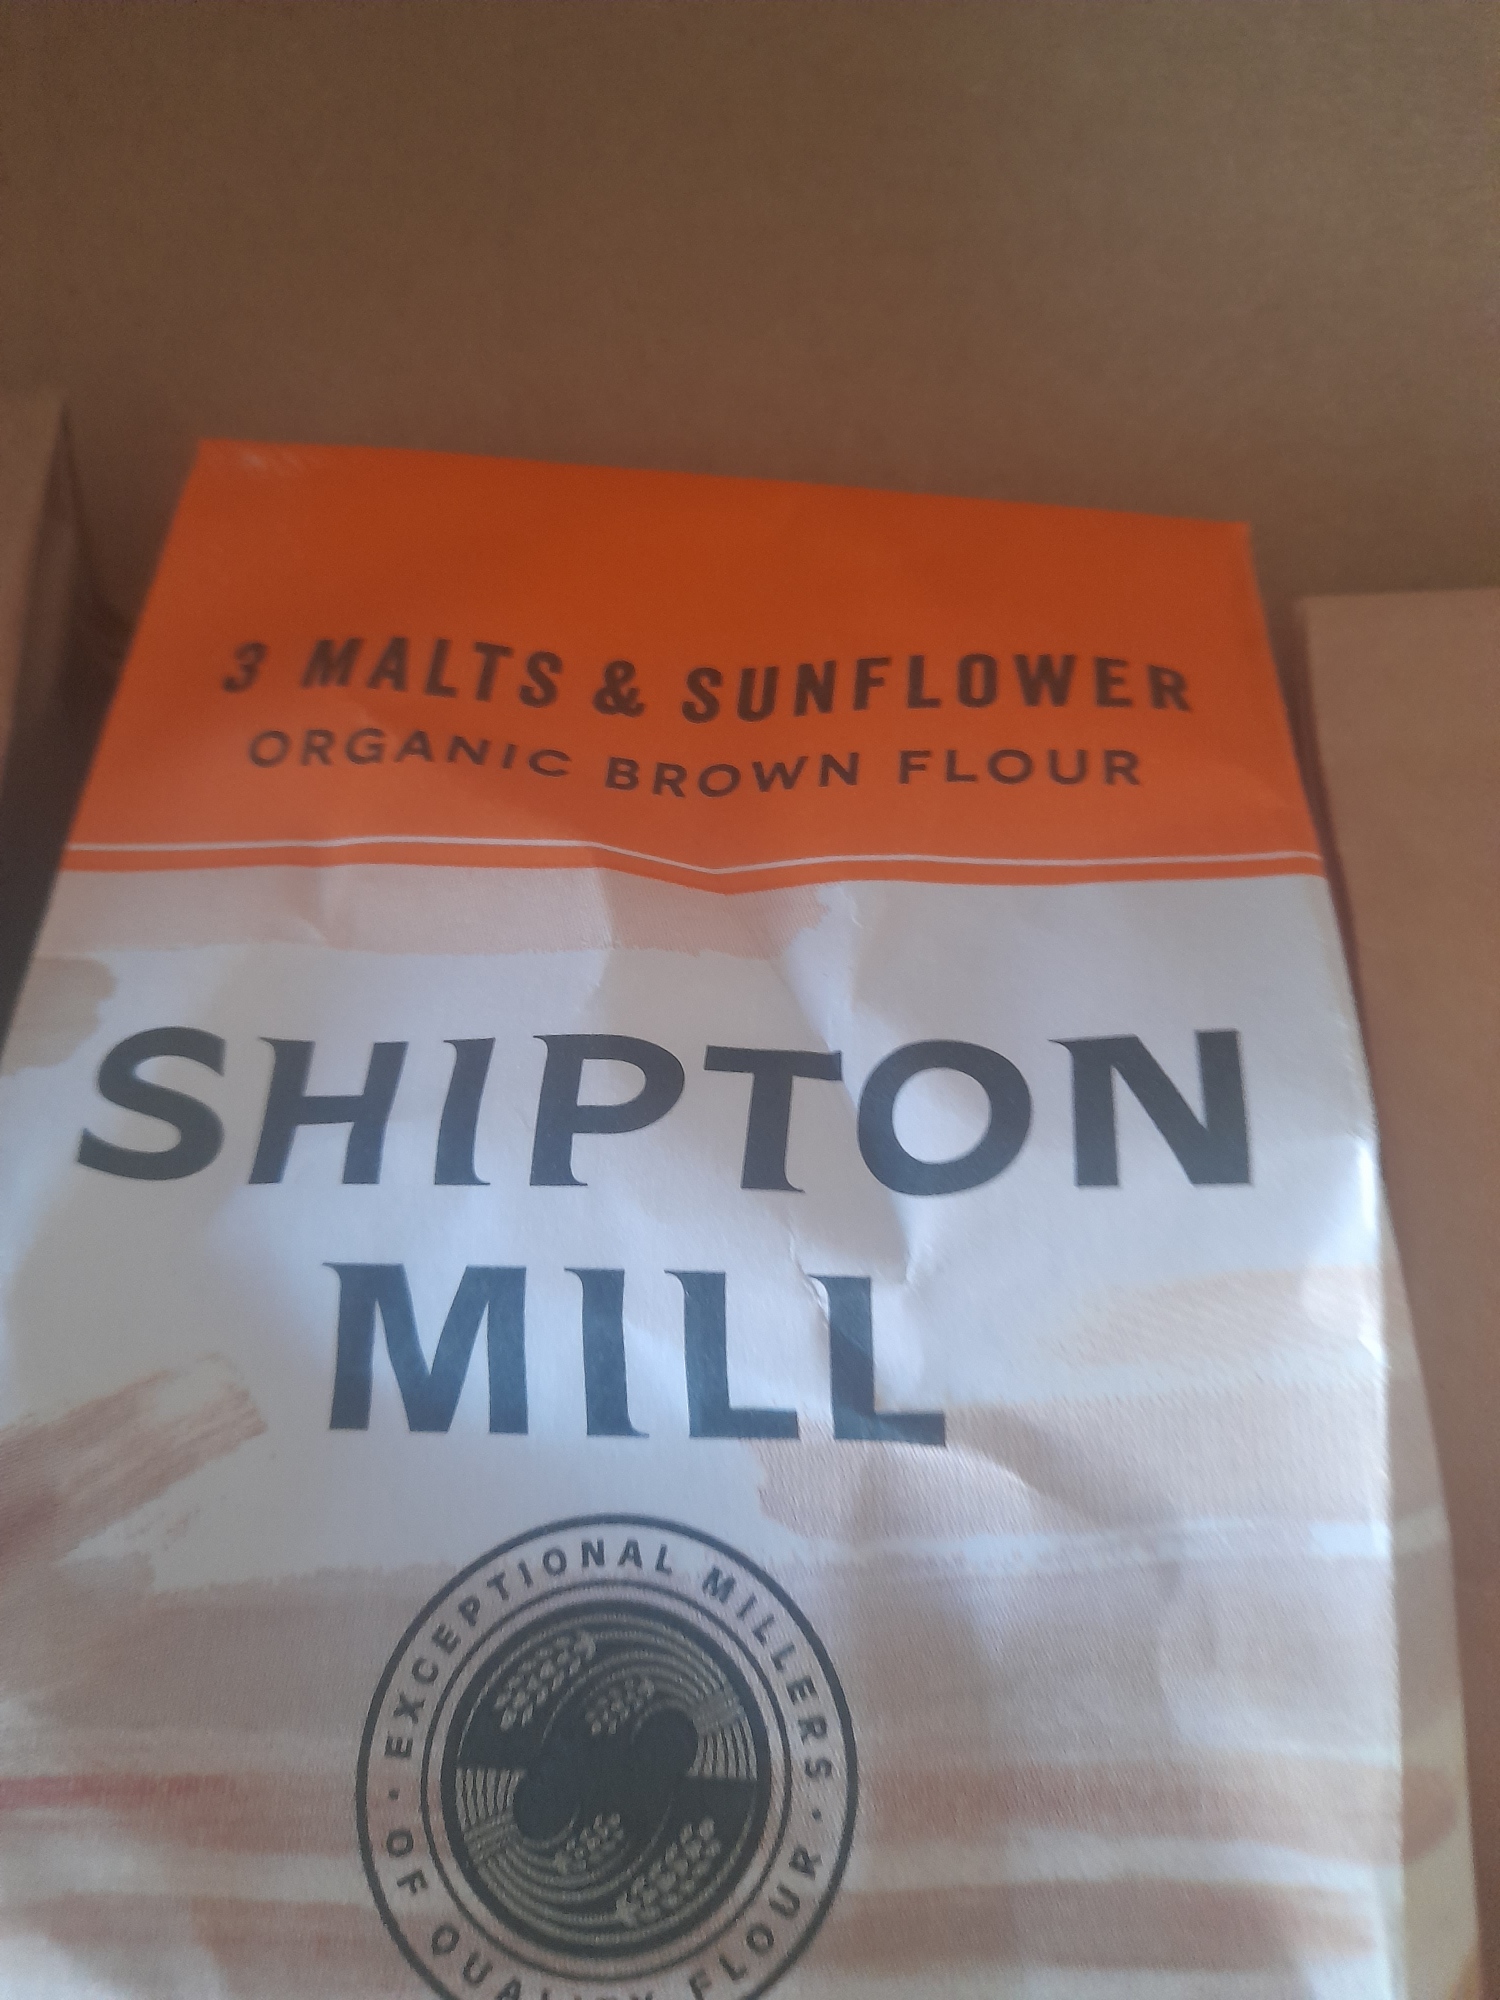 3 MALTS & SUNFLOWER
ORGANIC BROWN FLOUR
SHIPTON
MILL
· EXCEPTIONAL MILLERS ·
OF QUALITY FLOUR